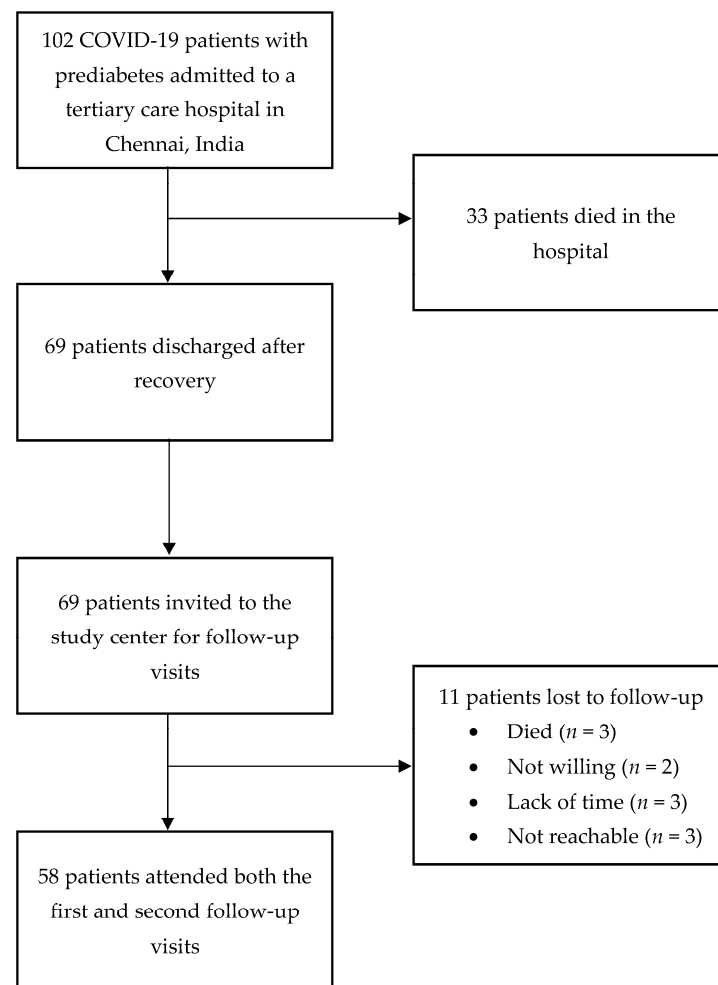 102 COVID-19 patients with
prediabetes admitted to a
tertiary care hospital in
Chennai, India
33 patients died in the
hospital
69 patients discharged after
recovery
69 patients invited to the
study center for follow-up
visits
11 patients lost to follow-up
• Died (n = 3)
• Not willing (n = 2)
• Lack of time (n = 3)
• Not reachable (n = 3)
58 patients attended both the
first and second follow-up
visits